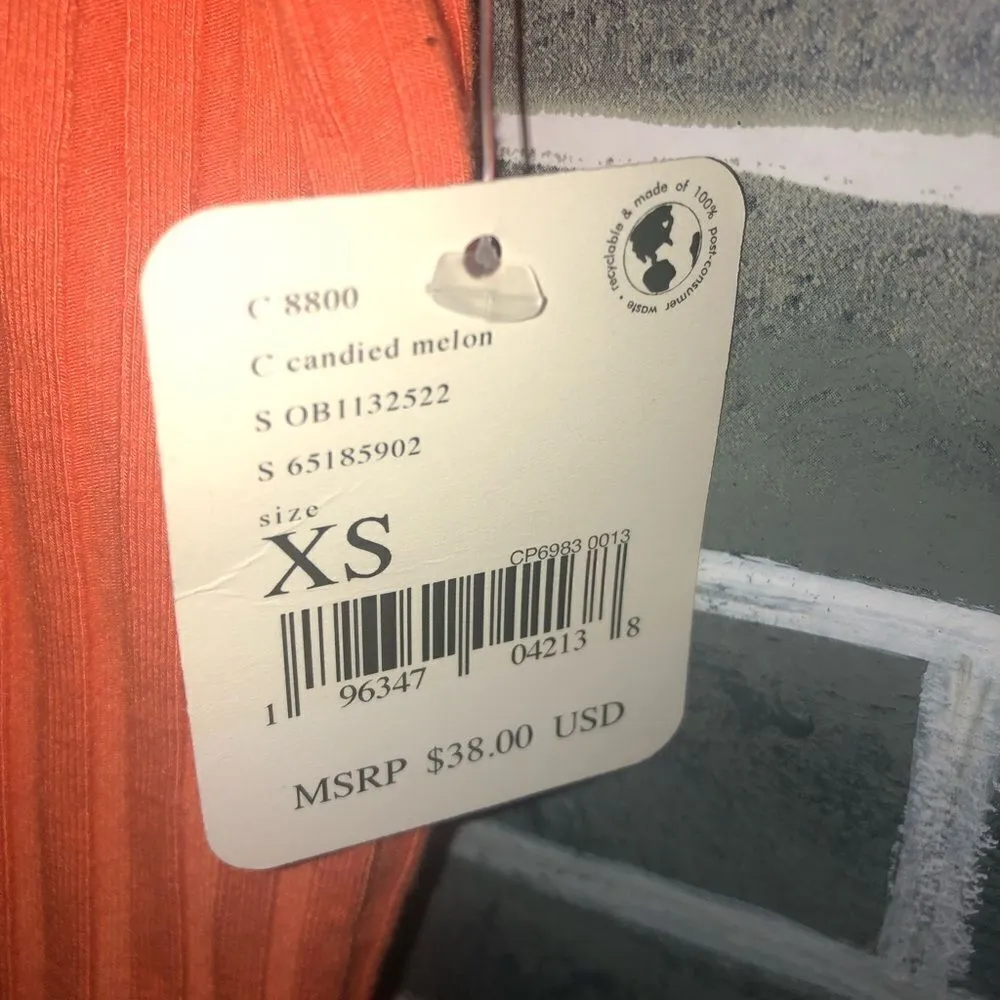 recyclable & made of 100% post-consumer waste •
C 8800
C candied melon
S OB1132522
S 65185902
size
XS
CP6983 0013
1 96347 04213 8
MSRP $38.00 USD